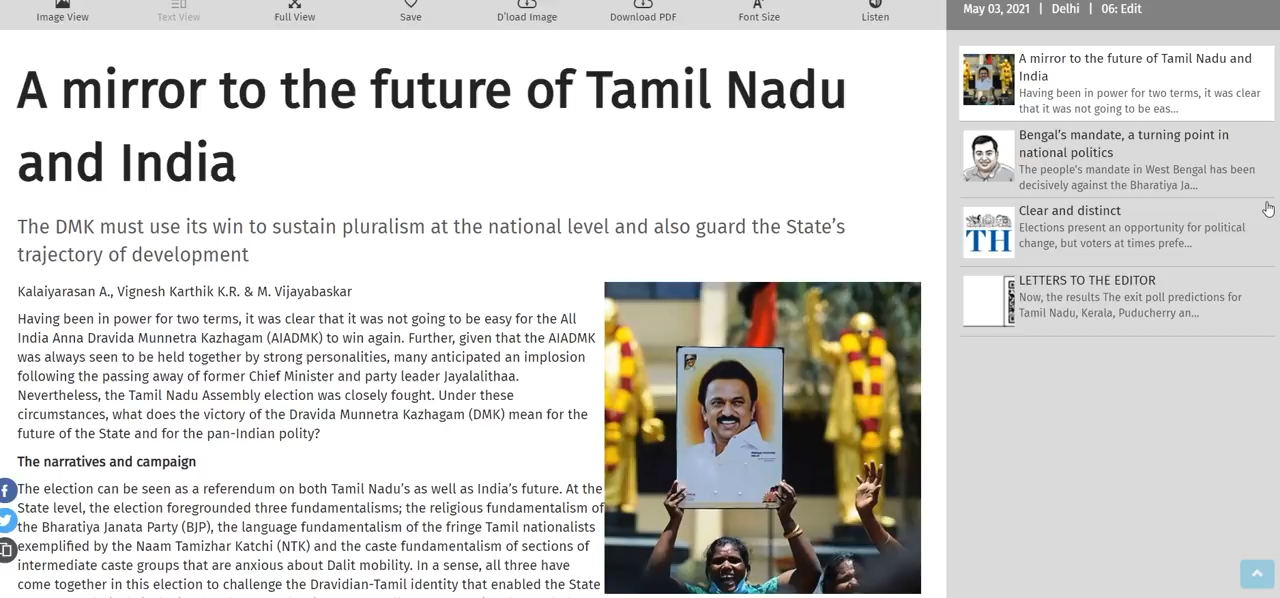 Image View
Text View
Full View
Save
D'load Image
Download PDF
Font Size
Listen
May 03, 2021 | Delhi | 06: Edit
A mirror to the future of Tamil Nadu
and India
The DMK must use its win to sustain pluralism at the national level and also guard the State's
trajectory of development
Kalaiyarasan A., Vignesh Karthik K.R. & M. Vijayabaskar
Having been in power for two terms, it was clear that it was not going to be easy for the All
India Anna Dravida Munnetra Kazhagam (AIADMK) to win again. Further, given that the AIADMK
was always seen to be held together by strong personalities, many anticipated an implosion
following the passing away of former Chief Minister and party leader Jayalalithaa.
Nevertheless, the Tamil Nadu Assembly election was closely fought. Under these
circumstances, what does the victory of the Dravida Munnetra Kazhagam (DMK) mean for the
future of the State and for the pan-Indian polity?
The narratives and campaign
The election can be seen as a referendum on both Tamil Nadu's as well as India's future. At the
State level, the election foregrounded three fundamentalisms; the religious fundamentalism of
the Bharatiya Janata Party (BJP), the language fundamentalism of the fringe Tamil nationalists
exemplified by the Naam Tamizhar Katchi (NTK) and the caste fundamentalism of sections of
intermediate caste groups that are anxious about Dalit mobility. In a sense, all three have
come together in this election to challenge the Dravidian-Tamil identity that enabled the State
A mirror to the future of Tamil Nadu and
India
Having been in power for two terms, it was clear
that it was not going to be eas...
Bengal's mandate, a turning point in
national politics
The people's mandate in West Bengal has been
decisively against the Bharatiya Ja...
TH
Clear and distinct
Elections present an opportunity for political
change, but voters at times prefe...
LETTERS TO THE EDITOR
Now, the results The exit poll predictions for
Tamil Nadu, Kerala, Puducherry an...